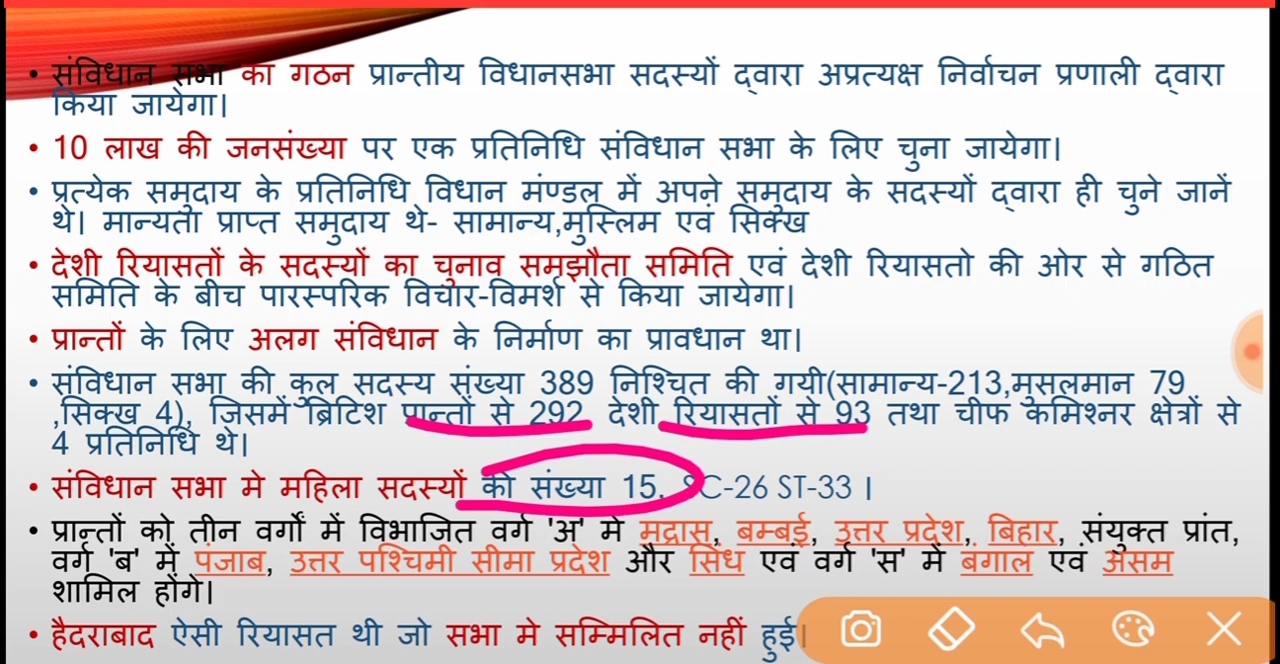 • संविधान सभा का गठन प्रान्तीय विधानसभा सदस्यों द्वारा अप्रत्यक्ष निर्वाचन प्रणाली द्वारा
किया जायेगा।
• 10 लाख की जनसंख्या पर एक प्रतिनिधि संविधान सभा के लिए चुना जायेगा।
• प्रत्येक समुदाय के प्रतिनिधि विधान मंण्डल में अपने समुदाय के सदस्यों द्वारा ही चुने जानें
थे। मान्यता प्राप्त समुदाय थे- सामान्य,मुस्लिम एवं सिक्ख
• देशी रियासतों के सदस्यों का चुनाव समझौता समिति एवं देशी रियासतो की ओर से गठित
समिति के बीच पारस्परिक विचार-विमर्श से किया जायेगा।
• प्रान्तों के लिए अलग संविधान के निर्माण का प्रावधान था।
• संविधान सभा की कुल सदस्य संख्या 389 निश्चित की गयी(सामान्य-213,मुसलमान 79
,सिक्ख 4), जिसमें ब्रिटिश प्रान्तों से 292 देशी रियासतों से 93 तथा चीफ कमिश्नर क्षेत्रों से
4 प्रतिनिधि थे।
• संविधान सभा मे महिला सदस्यों की संख्या 15, SC-26 ST-33 ।
• प्रान्तों को तीन वर्गों में विभाजित वर्ग 'अ' मे मद्रास, बम्बई, उत्तर प्रदेश, बिहार, संयुक्त प्रांत,
वर्ग 'ब' में पंजाब, उत्तर पश्चिमी सीमा प्रदेश और सिंध एवं वर्ग 'स' में बंगाल एवं असम
शामिल होंगे।
• हैदराबाद ऐसी रियासत थी जो सभा मे सम्मिलित नहीं हुई।